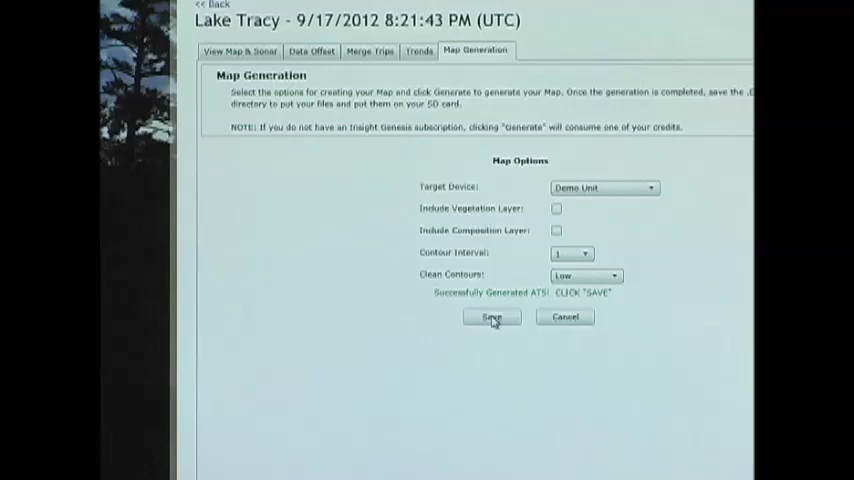 << Back
Lake Tracy - 9/17/2012 8:21:43 PM (UTC)
View Map & Sonar Data Offset Merge Trips Trends Map Generation
Map Generation
Select the options for creating your Map and click Generate to generate your Map. Once the generation is completed, save the
directory to put your files and put them on your SD card.
NOTE: If you do not have an Insight Genesis subscription, clicking "Generate" will consume one of your credits.
Map Options
Target Device: Demo Unit
Include Vegetation Layer:
Include Composition Layer:
Contour Interval: 1
Clean Contours: Low
Successfully Generated AT5! CLICK "SAVE"
Save Cancel